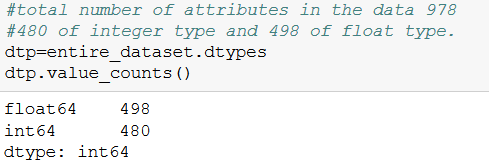 #total number of attributes in the data 978
#480 of integer type and 498 of float type.
dtp=entire_dataset.dtypes
dtp.value_counts()
float64    498
int64      480
dtype: int64